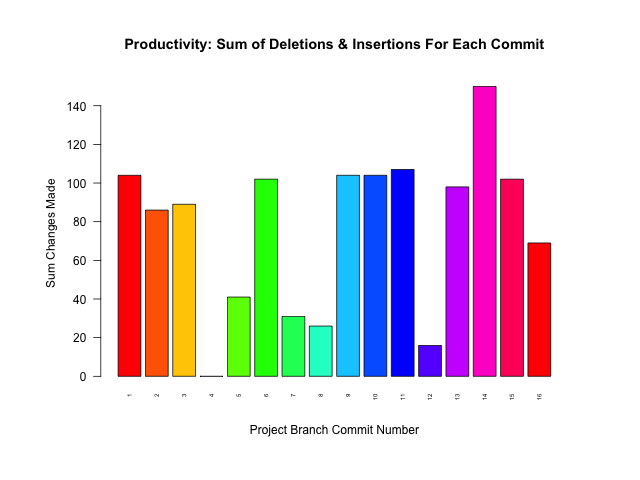 Productivity: Sum of Deletions & Insertions For Each Commit
Sum Changes Made
140
120
100
80
60
40
20
0
1 2 3 4 5 6 7 8 9 10 11 12 13 14 15 16
Project Branch Commit Number